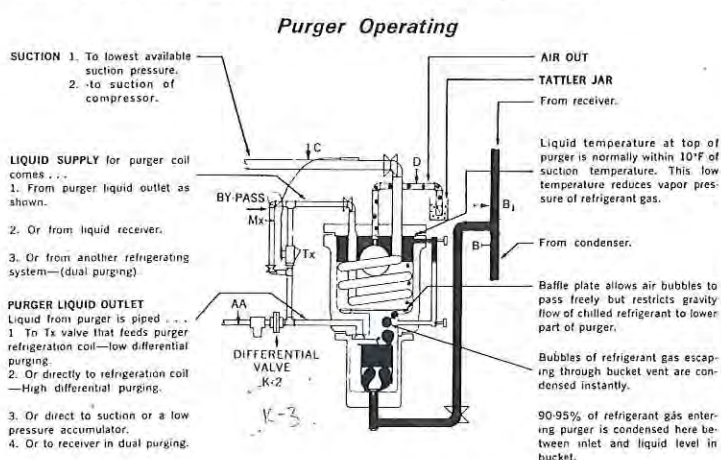 Purger Operating
SUCTION 1. To lowest available
suction pressure.
2. -to suction of
compressor.
LIQUID SUPPLY for purger coil
comes . . .
1. From purger liquid outlet as
shown.
2. Or from liquid receiver.
3. Or from another refrigerating
system—(dual purging)
PURGER LIQUID OUTLET
Liquid from purger is piped . . .
1 Tn Tx valve that feeds purger
refrigeration coil—low differential
purging.
2. Or directly to refrigeration coil
—High differential purging.
3. Or direct to suction or a low
pressure accumulator.
4. Or to receiver in dual purging.
C
D
BY-PASS
Mx
Tx
AA
DIFFERENTIAL
VALVE
K-2
K-3
B₁
B
AIR OUT
TATTLER JAR
From receiver.
Liquid temperature at top of
purger is normally within 10°F of
suction temperature. This low
temperature reduces vapor pres-
sure of refrigerant gas.
From condenser.
Baffle plate allows air bubbles to
pass freely but restricts gravity
flow of chilled refrigerant to lower
part of purger.
Bubbles of refrigerant gas escap-
ing through bucket vent are con-
densed instantly.
90-95% of refrigerant gas enter-
ing purger is condensed here be-
tween inlet and liquid level in
bucket.